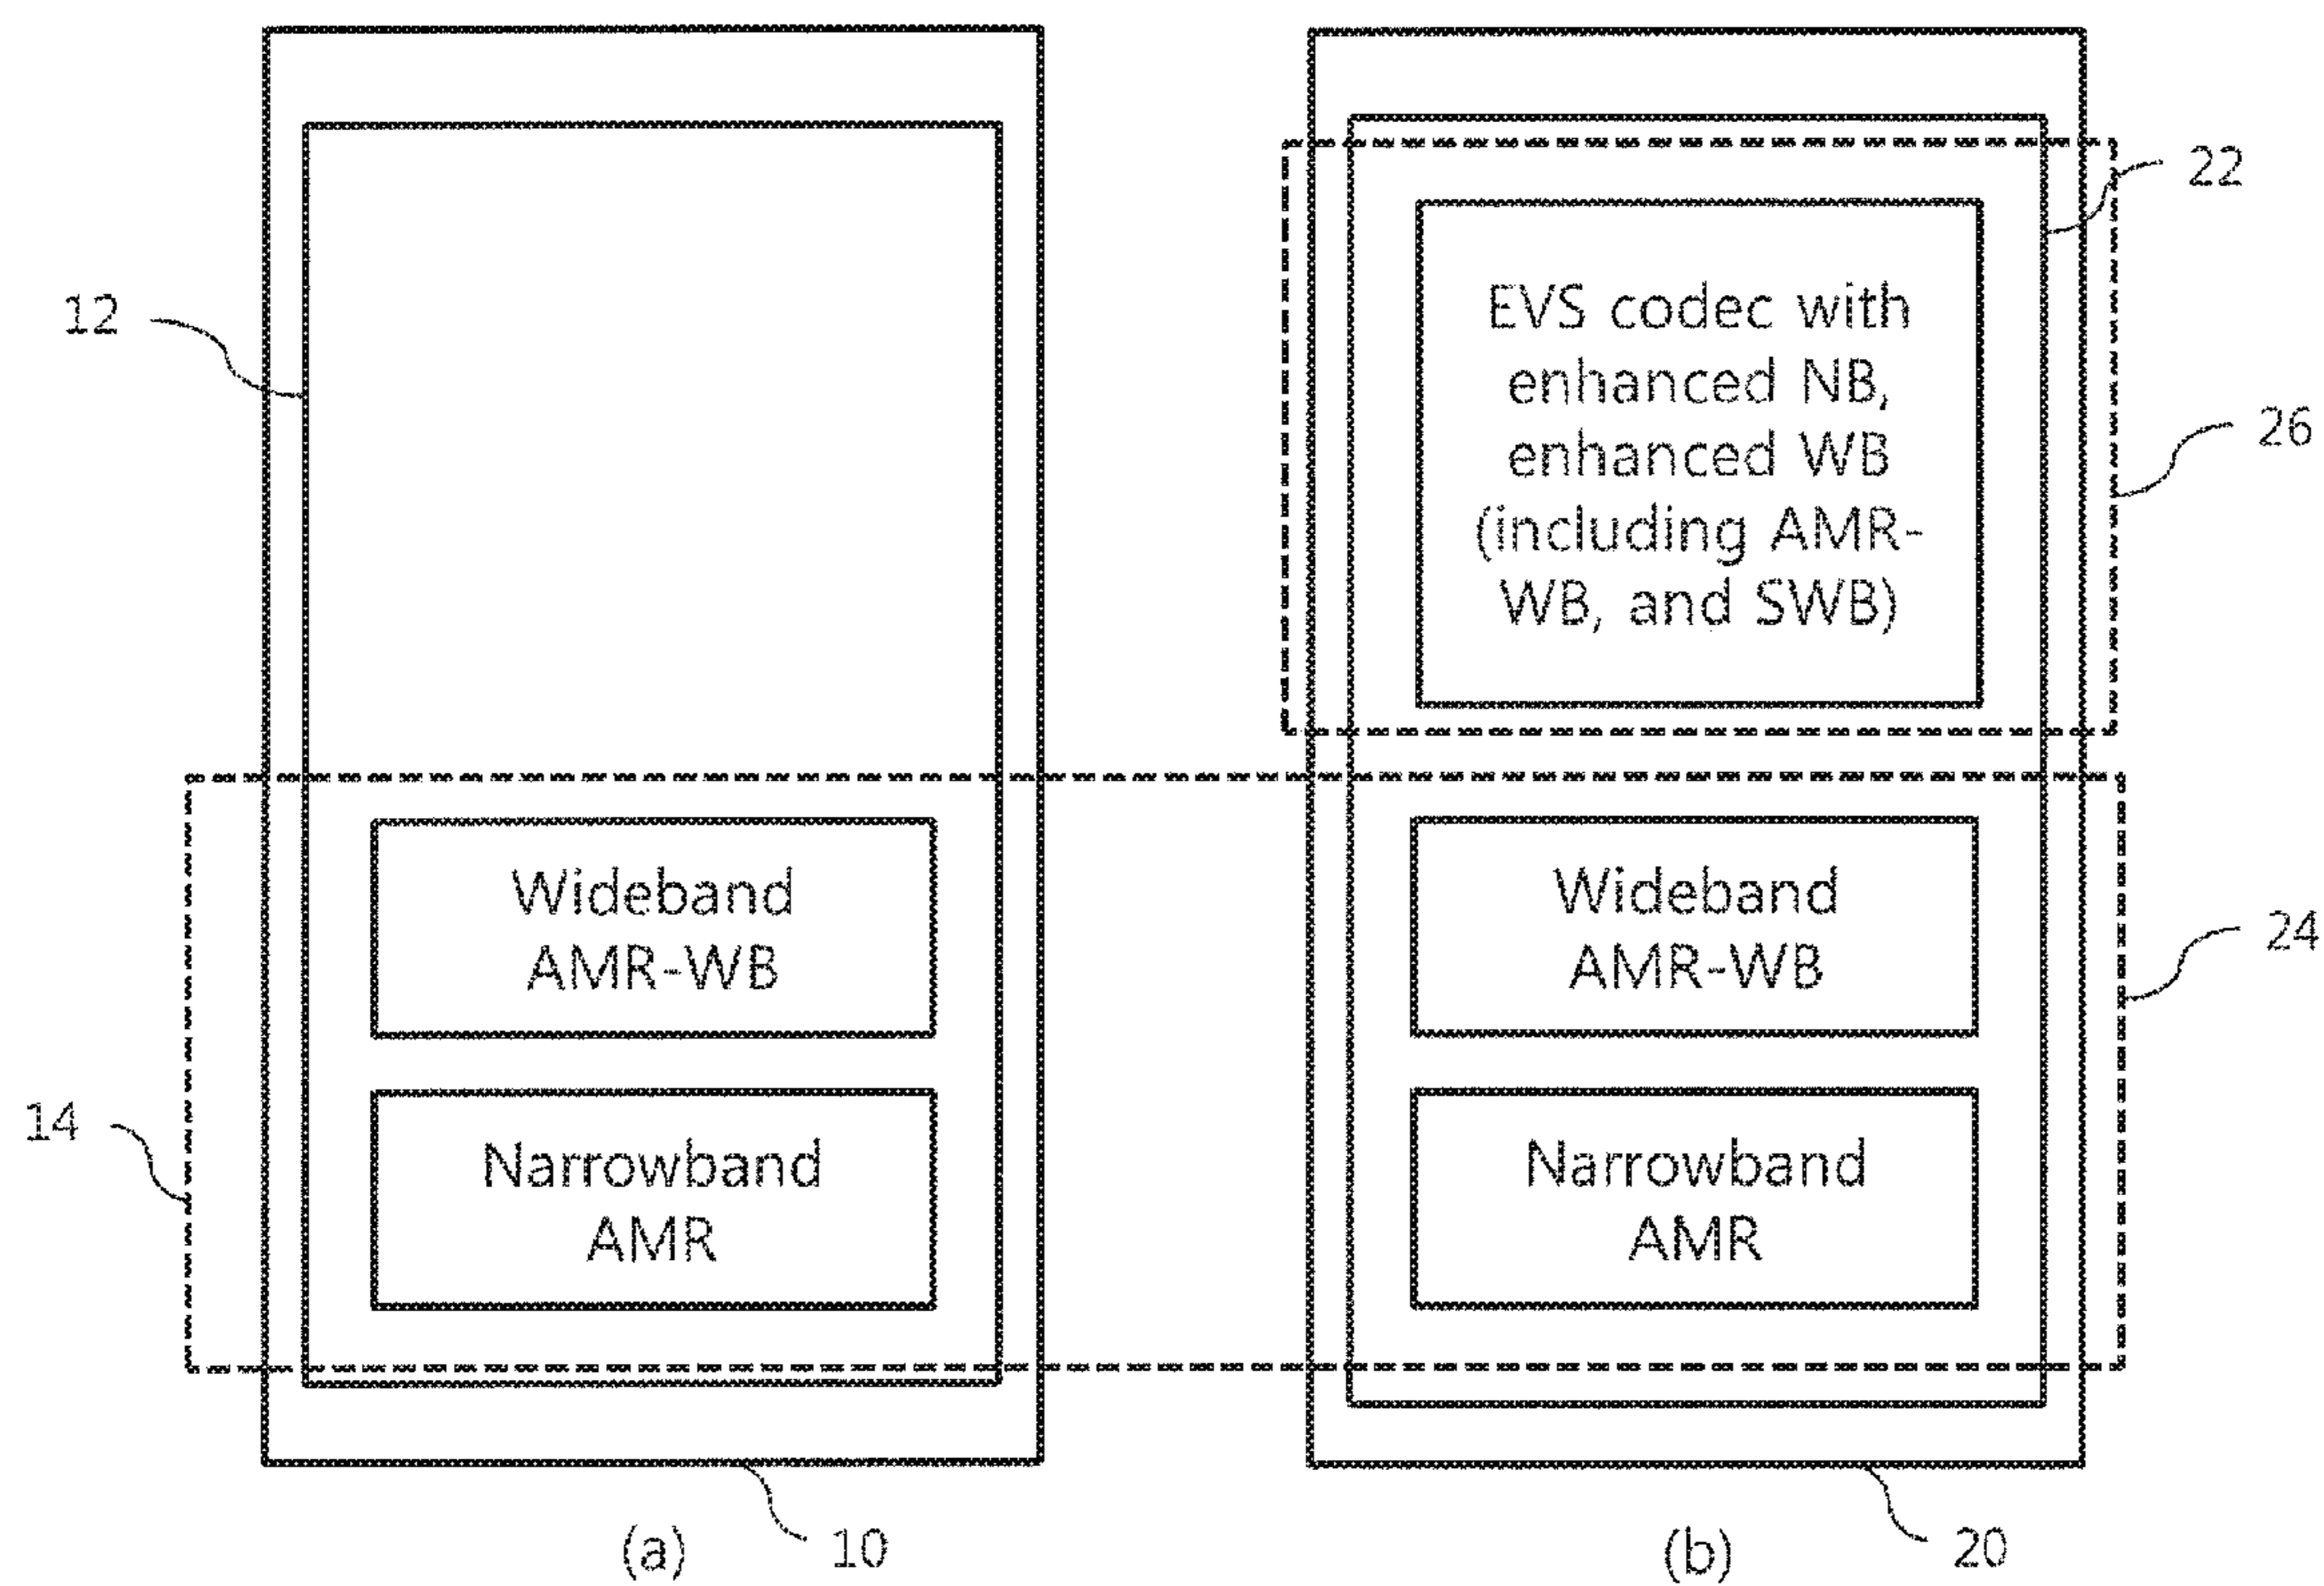 22
EVS codec with
enhanced NB,
enhanced WB
(including AMR-
WB, and SWB)
12
26
Wideband
AMR-WB
Wideband
AMR-WB
24
Narrowband
AMR
Narrowband
AMR
14
(a)
10
(b)
20